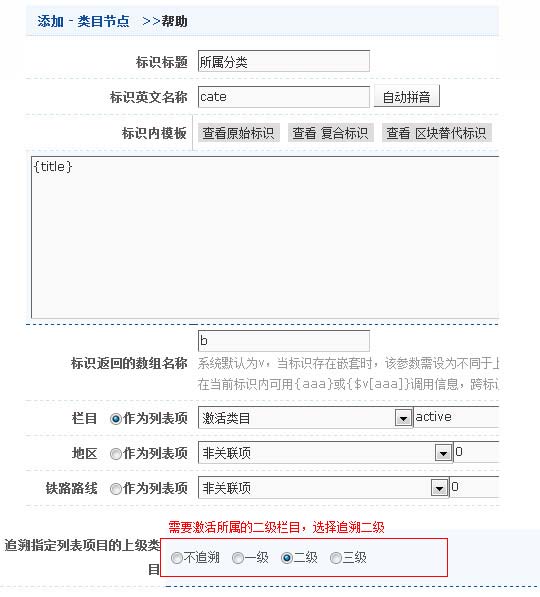 添加 - 类目节点 >>帮助
标识标题 所属分类
标识英文名称 cate 自动拼音
标识内模板 查看原始标识 查看 复合标识 查看 区块替代标识
{title}
b
标识返回的数组名称 系统默认为v，当标识存在嵌套时，该参数需设为不同于上
在当前标识内可用{aaa}或{$v[aaa]}调用信息，跨标识
栏目 作为列表项 激活类目 active
地区 作为列表项 非关联项 0
铁路路线 作为列表项 非关联项 0
需要激活所属的二级栏目，选择追溯二级
追溯指定列表项目的上级类目 不追溯 一级 二级 三级